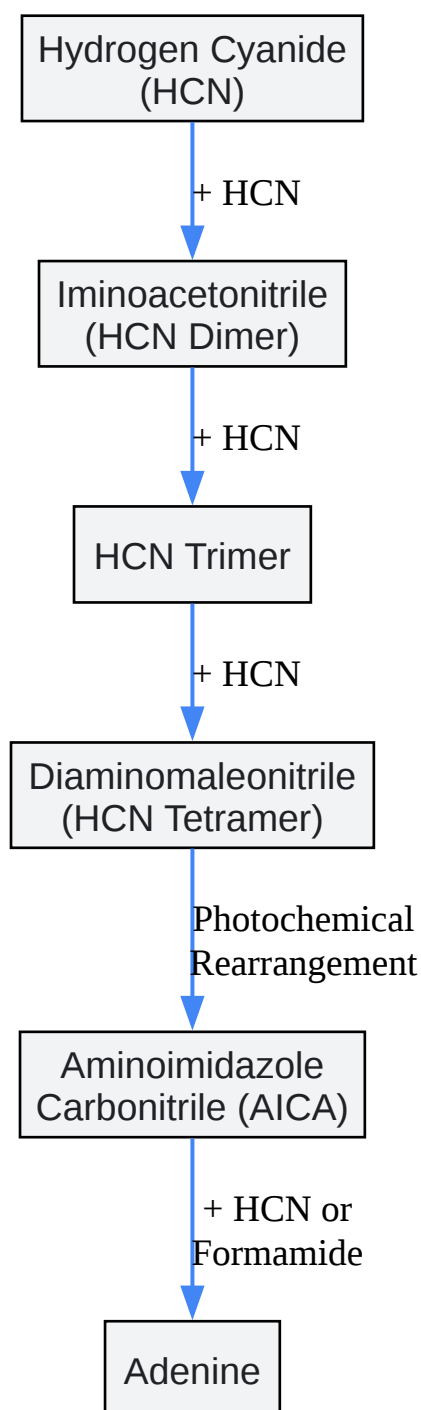 Hydrogen Cyanide
(HCN)
+ HCN
Iminoacetonitrile
(HCN Dimer)
+ HCN
HCN Trimer
+ HCN
Diaminomaleonitrile
(HCN Tetramer)
Photochemical
Rearrangement
Aminoimidazole
Carbonitrile (AICA)
+ HCN or
Formamide
Adenine